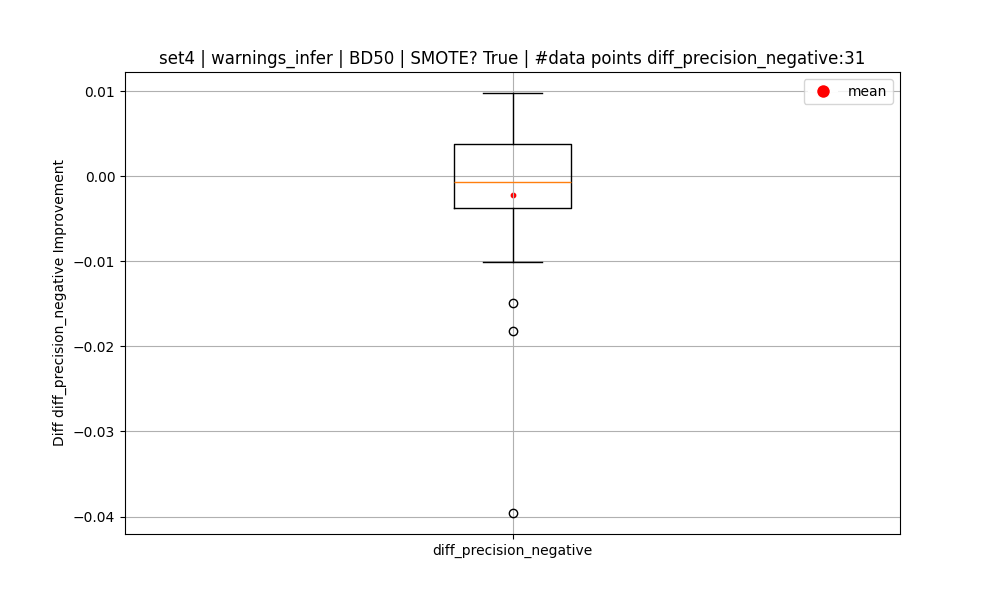 set4 | warnings_infer | BD50 | SMOTE? True | #data points diff_precision_negative:31
mean
Diff diff_precision_negative Improvement
0.01
0.00
−0.01
−0.02
−0.03
−0.04
diff_precision_negative